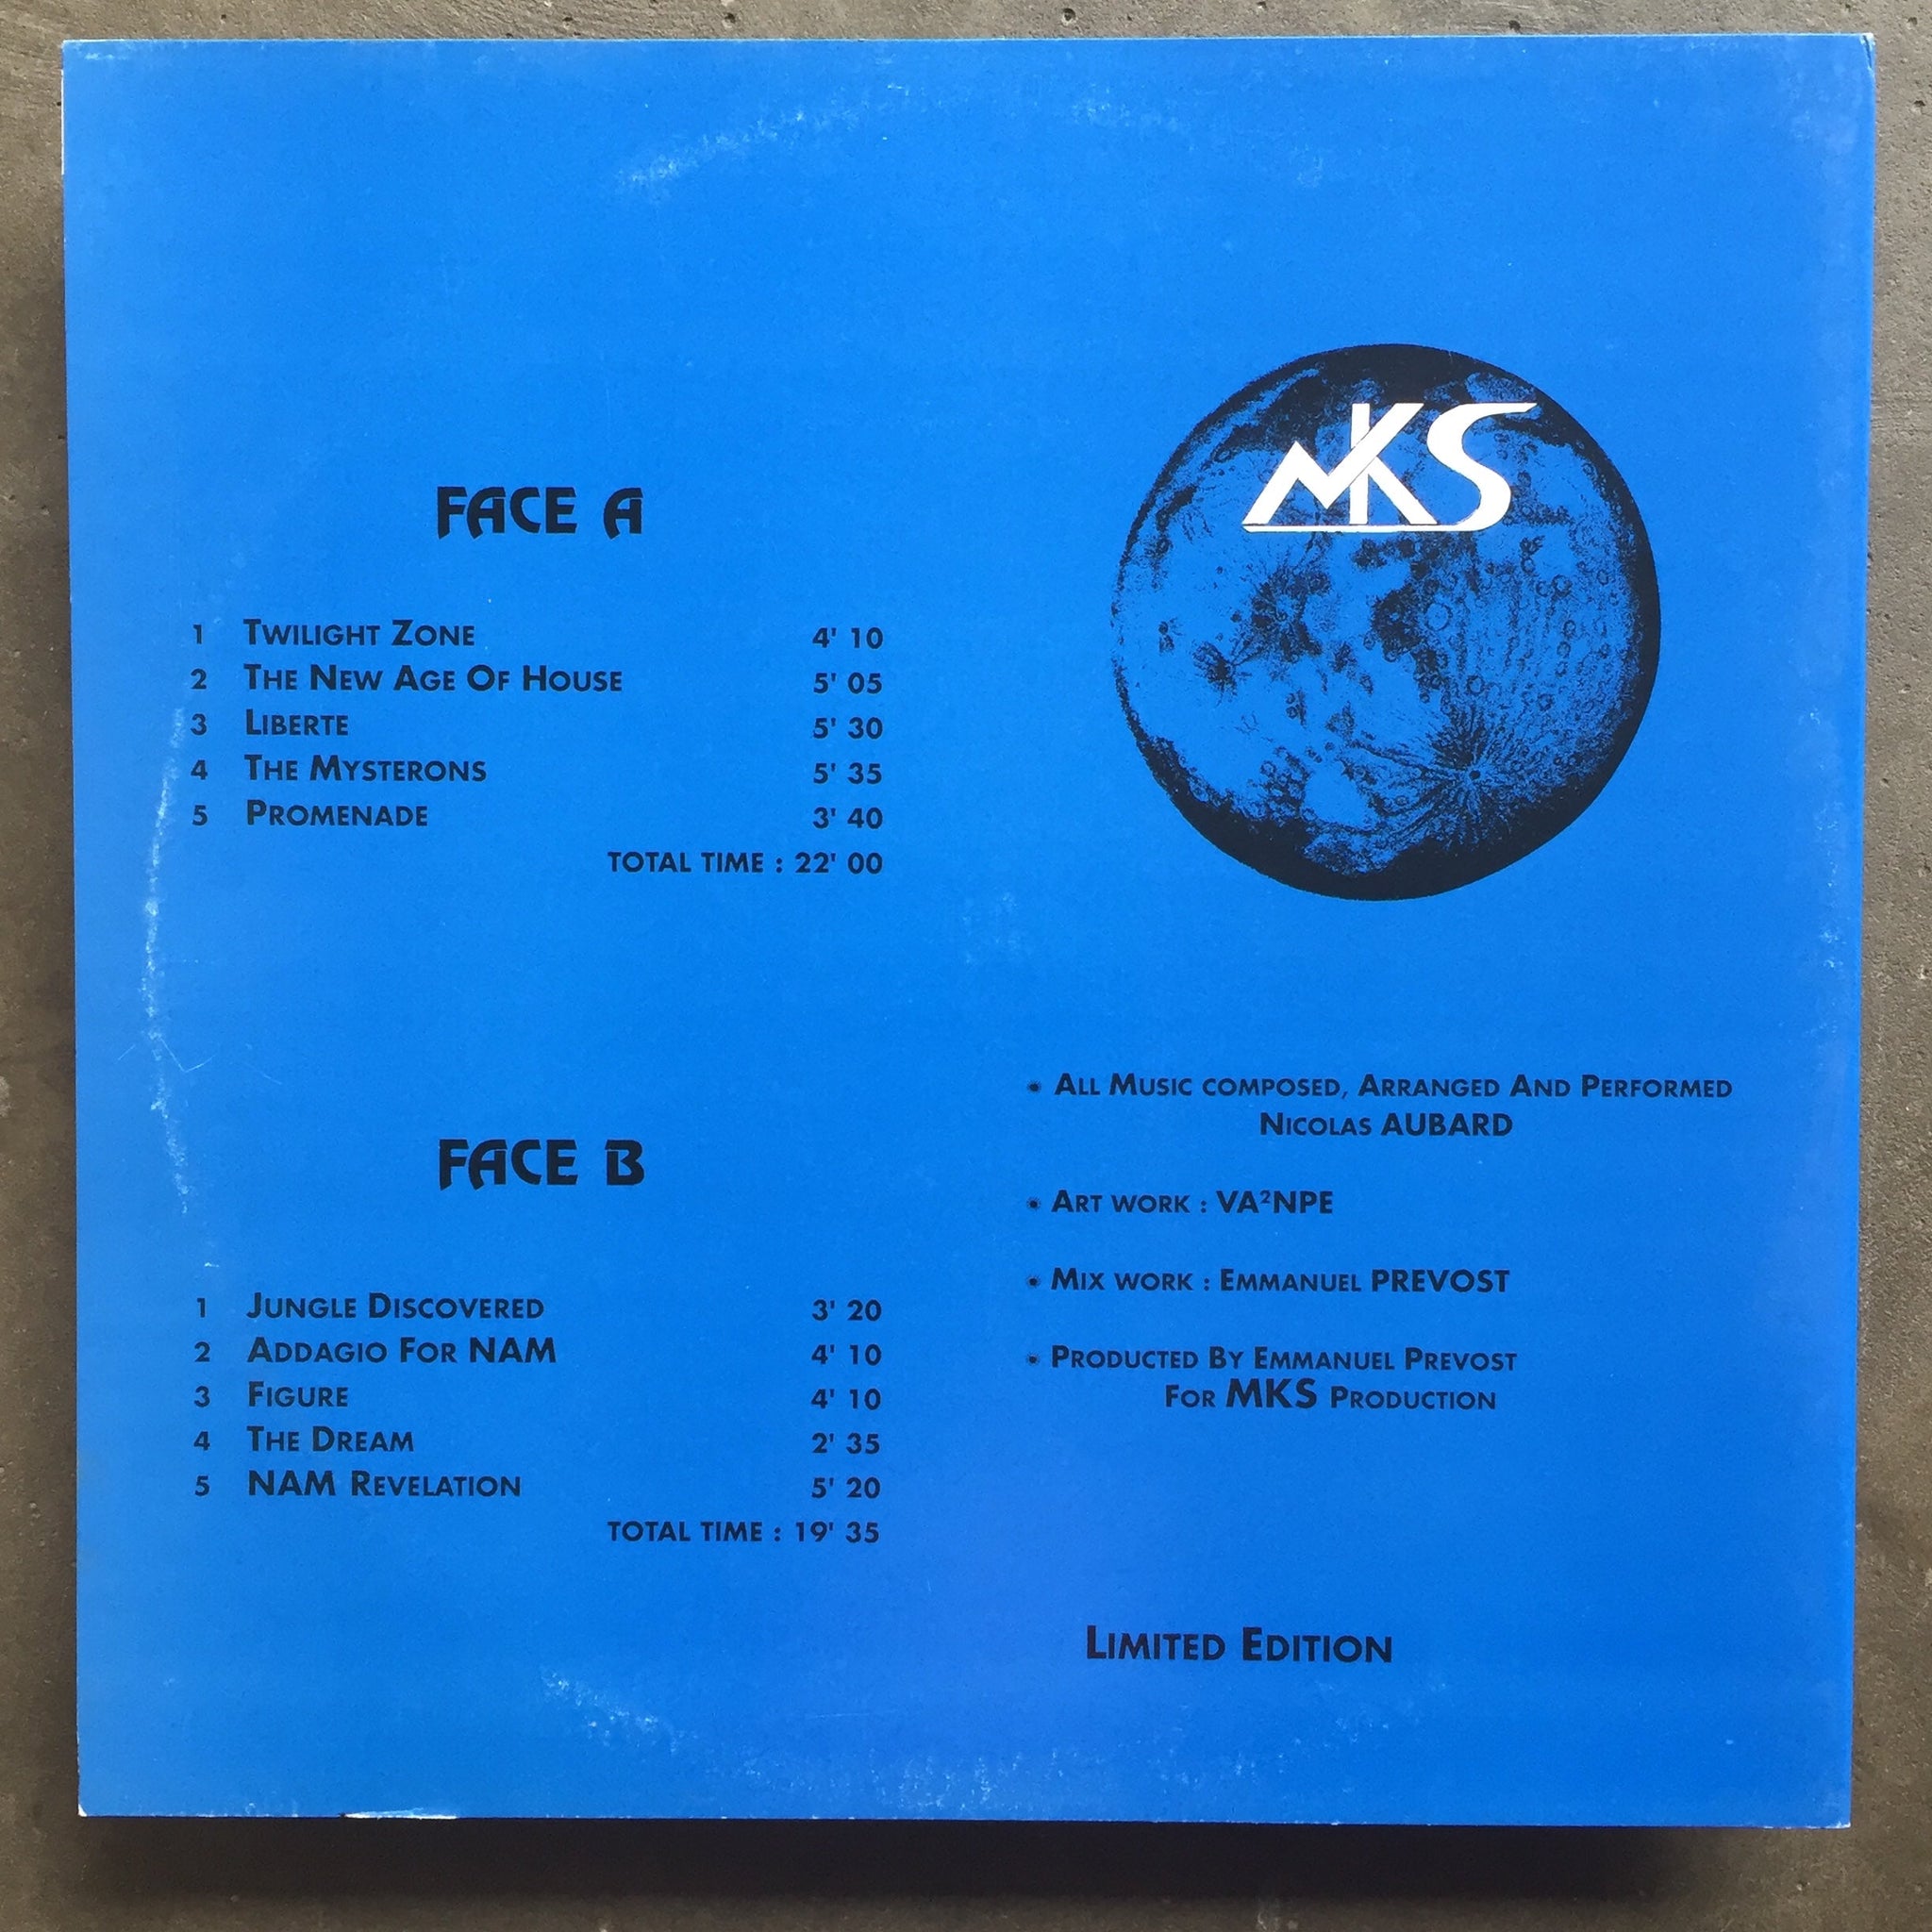 FACE A
1 TWILIGHT ZONE 4' 10
2 THE NEW AGE OF HOUSE 5' 05
3 LIBERTE 5' 30
4 THE MYSTERONS 5' 35
5 PROMENADE 3' 40
TOTAL TIME : 22' 00
FACE B
1 JUNGLE DISCOVERED 3' 20
2 ADDAGIO FOR NAM 4' 10
3 FIGURE 4' 10
4 THE DREAM 2' 35
5 NAM REVELATION 5' 20
TOTAL TIME : 19' 35
MKS
• ALL MUSIC COMPOSED, ARRANGED AND PERFORMED
NICOLAS AUBARD
• ART WORK : VA²NPE
• MIX WORK : EMMANUEL PREVOST
• PRODUCTED BY EMMANUEL PREVOST
FOR MKS PRODUCTION
LIMITED EDITION